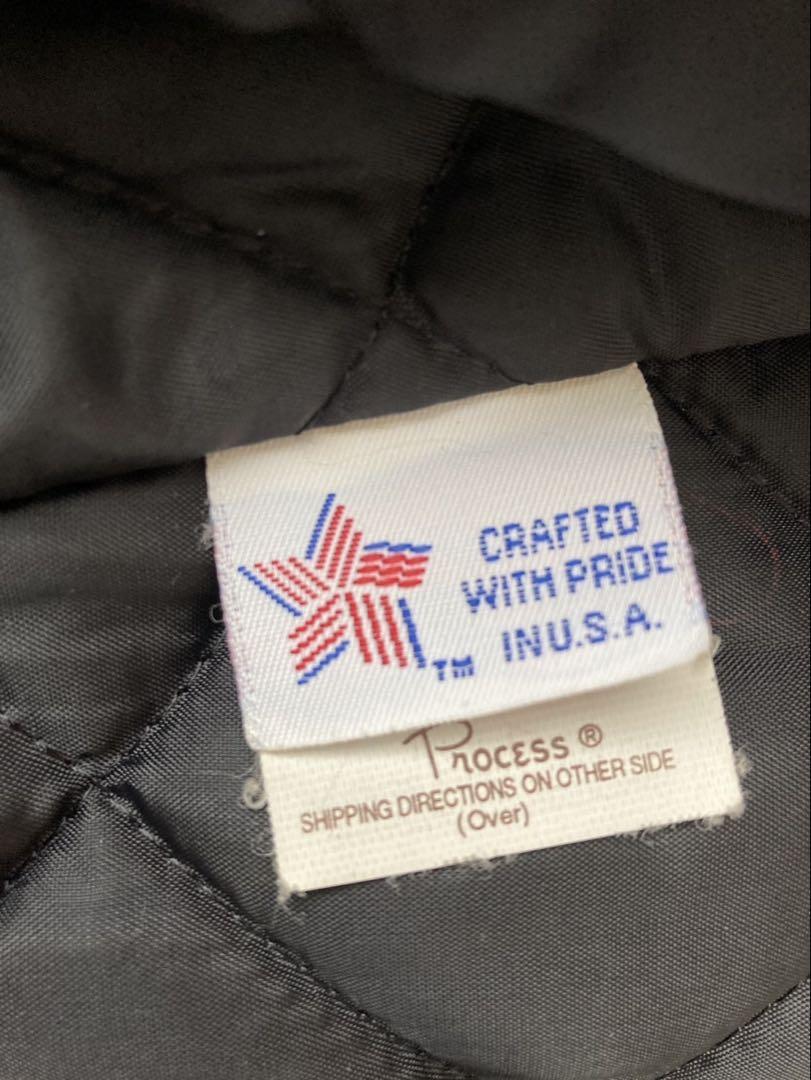 CRAFTED
WITH PRIDE
IN U.S.A.
TM
Process®
SHIPPING DIRECTIONS ON OTHER SIDE
(Over)